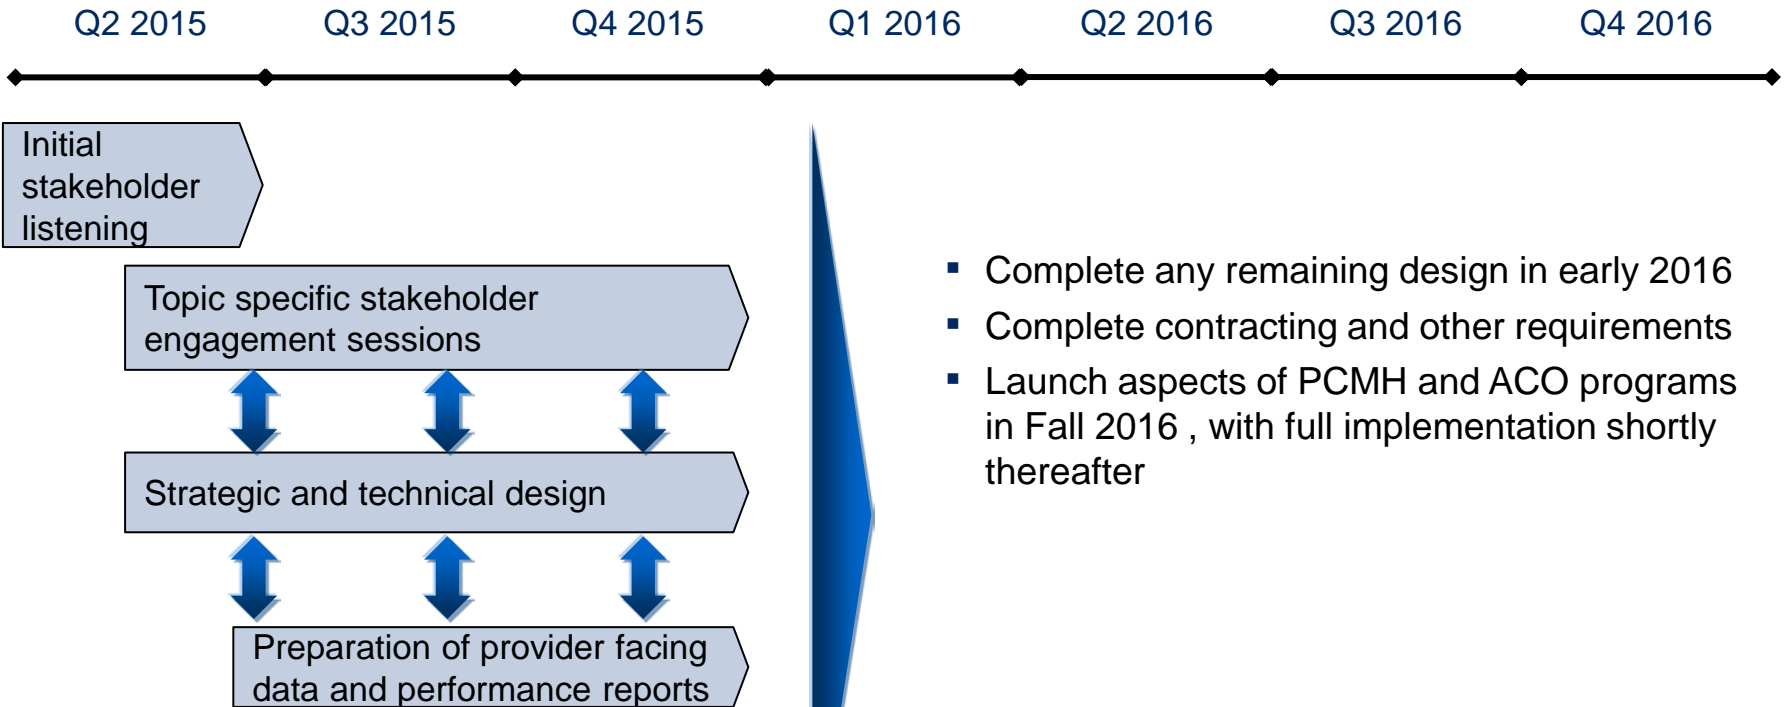 Q2 2015 Q3 2015 Q4 2015 Q1 2016 Q2 2016 Q3 2016 Q4 2016
Initial
stakeholder
listening
Topic specific stakeholder
engagement sessions
Strategic and technical design
Preparation of provider facing
data and performance reports
▪ Complete any remaining design in early 2016
▪ Complete contracting and other requirements
▪ Launch aspects of PCMH and ACO programs
in Fall 2016 , with full implementation shortly
thereafter